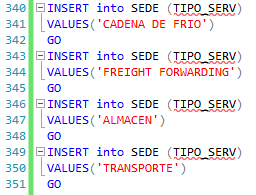 340 INSERT into SEDE (TIPO_SERV)
341 VALUES('CADENA DE FRIO')
342 GO
343 INSERT into SEDE (TIPO_SERV)
344 VALUES('FREIGHT FORWARDING')
345 GO
346 INSERT into SEDE (TIPO_SERV)
347 VALUES('ALMACEN')
348 GO
349 INSERT into SEDE (TIPO_SERV)
350 VALUES('TRANSPORTE')
351 GO